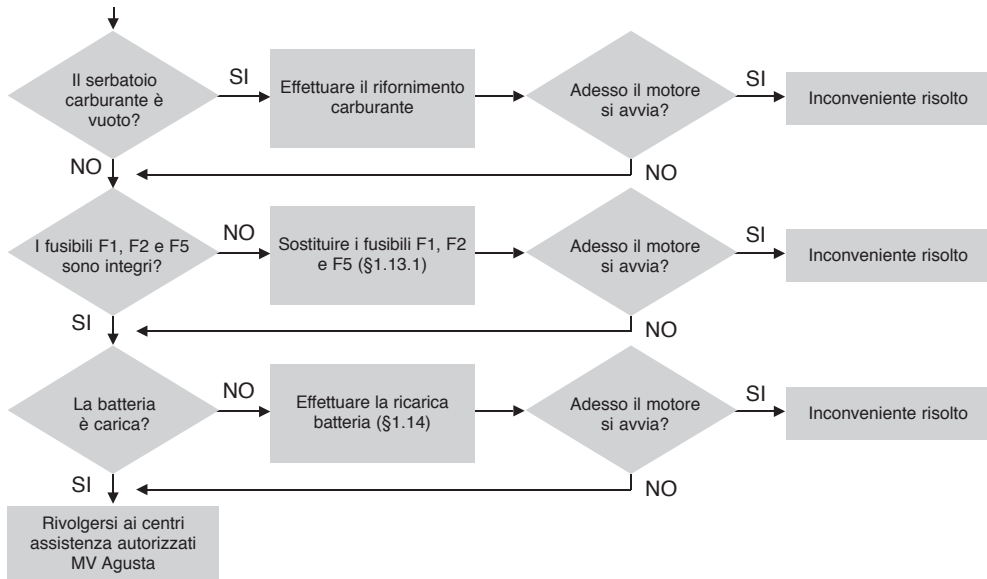 Il serbatoio
carburante è
vuoto?
SI
Effettuare il rifornimento
carburante
Adesso il motore
si avvia?
SI
Inconveniente risolto
NO
NO
I fusibili F1, F2 e F5
sono integri?
NO
Sostituire i fusibili F1, F2
e F5 (§1.13.1)
Adesso il motore
si avvia?
SI
Inconveniente risolto
SI
NO
La batteria
è carica?
NO
Effettuare la ricarica
batteria (§1.14)
Adesso il motore
si avvia?
SI
Inconveniente risolto
SI
NO
Rivolgersi ai centri
assistenza autorizzati
MV Agusta